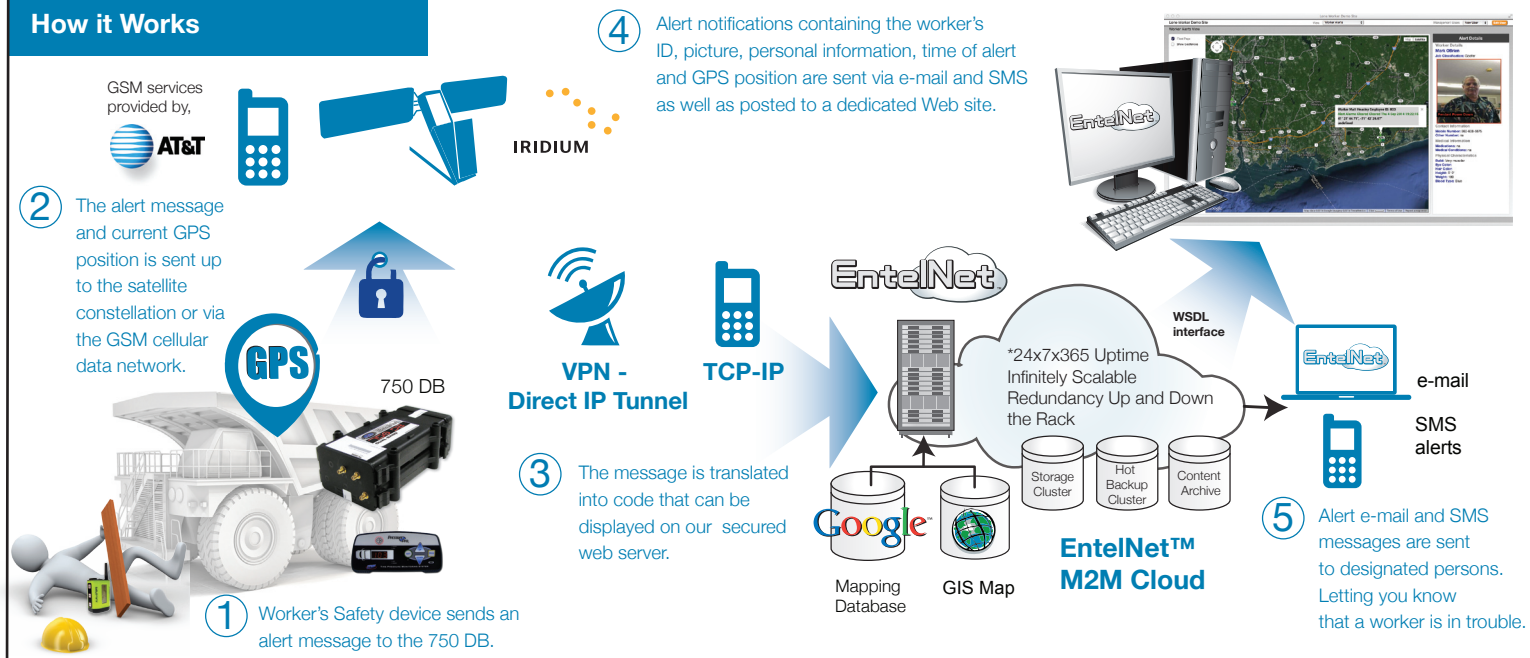 How it Works
GSM services
provided by,
AT&T
IRIDIUM
4
Alert notifications containing the worker's
ID, picture, personal information, time of alert
and GPS position are sent via e-mail and SMS
as well as posted to a dedicated Web site.
2
The alert message
and current GPS
position is sent up
to the satellite
constellation or via
the GSM cellular
data network.
GPS
750 DB
1
Worker's Safety device sends an
alert message to the 750 DB.
VPN -
Direct IP Tunnel
TCP-IP
3
The message is translated
into code that can be
displayed on our secured
web server.
EntelNet
*24x7x365 Uptime
Infinitely Scalable
Redundancy Up and Down
the Rack
Storage
Cluster
Hot
Backup
Cluster
Content
Archive
Google™
Mapping
Database
GIS Map
EntelNet™
M2M Cloud
WSDL
interface
EntelNet
Alert Details
Worker Details
EntelNet
e-mail
SMS
alerts
5
Alert e-mail and SMS
messages are sent
to designated persons.
Letting you know
that a worker is in trouble.